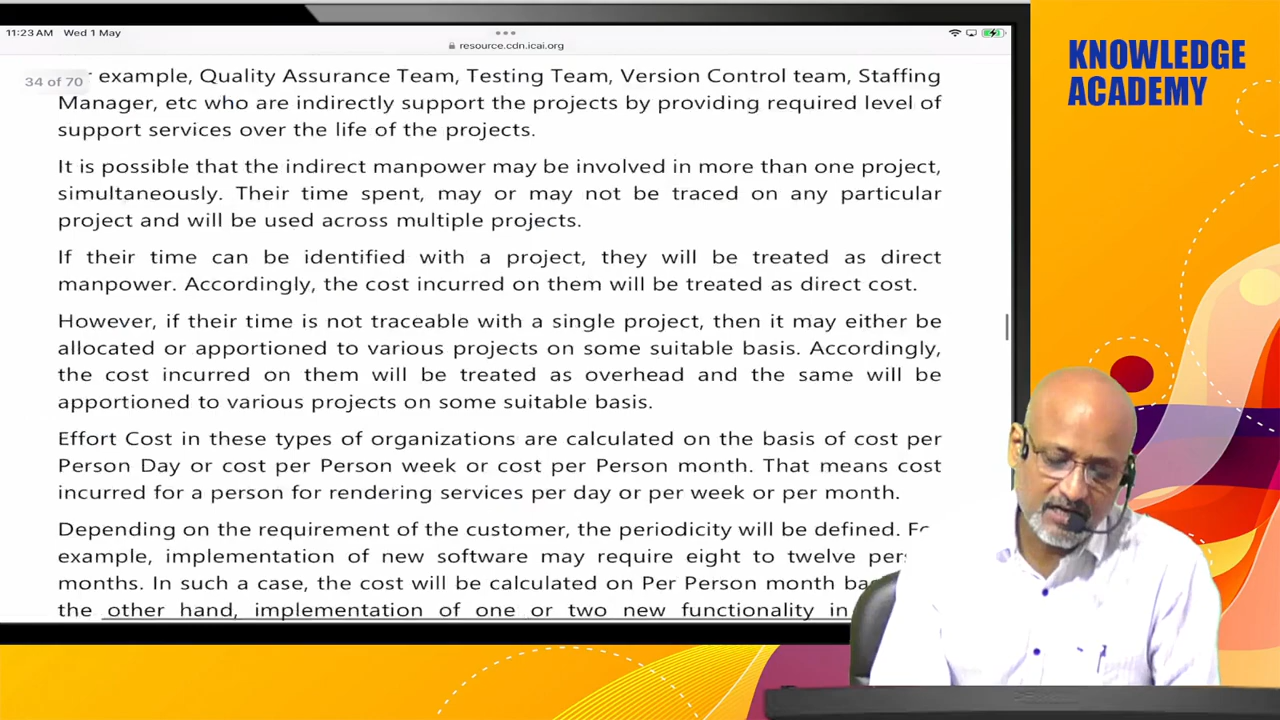 11:23 AM Wed 1 May
resource.cdn.icai.org
KNOWLEDGE
ACADEMY
34 of 70
example, Quality Assurance Team, Testing Team, Version Control team, Staffing
Manager, etc who are indirectly support the projects by providing required level of
support services over the life of the projects.
It is possible that the indirect manpower may be involved in more than one project,
simultaneously. Their time spent, may or may not be traced on any particular
project and will be used across multiple projects.
If their time can be identified with a project, they will be treated as direct
manpower. Accordingly, the cost incurred on them will be treated as direct cost.
However, if their time is not traceable with a single project, then it may either be
allocated or apportioned to various projects on some suitable basis. Accordingly,
the cost incurred on them will be treated as overhead and the same will be
apportioned to various projects on some suitable basis.
Effort Cost in these types of organizations are calculated on the basis of cost per
Person Day or cost per Person week or cost per Person month. That means cost
incurred for a person for rendering services per day or per week or per month.
Depending on the requirement of the customer, the periodicity will be defined.
example, implementation of new software may require eight to twelve
months. In such a case, the cost will be calculated on Per Person month
the other hand, implementation of one or two new functionality in